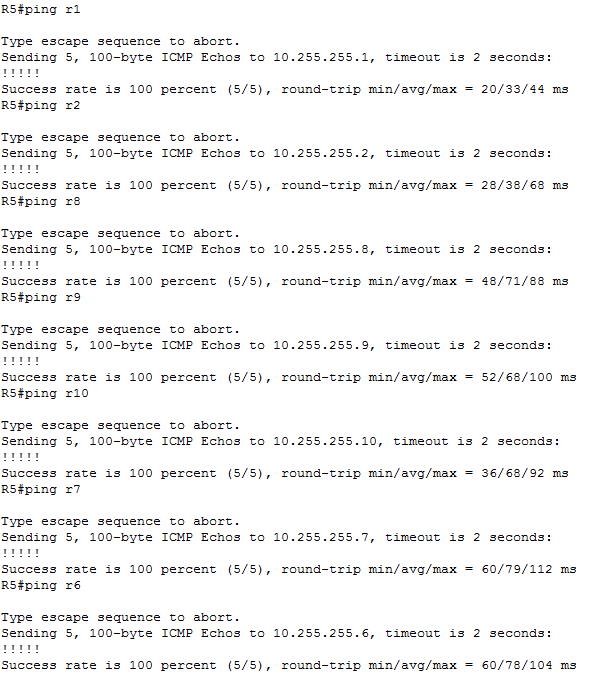 R5#ping r1
Type escape sequence to abort.
Sending 5, 100-byte ICMP Echos to 10.255.255.1, timeout is 2 seconds:
!!!!!
Success rate is 100 percent (5/5), round-trip min/avg/max = 20/33/44 ms
R5#ping r2
Type escape sequence to abort.
Sending 5, 100-byte ICMP Echos to 10.255.255.2, timeout is 2 seconds:
!!!!!
Success rate is 100 percent (5/5), round-trip min/avg/max = 28/38/68 ms
R5#ping r8
Type escape sequence to abort.
Sending 5, 100-byte ICMP Echos to 10.255.255.8, timeout is 2 seconds:
!!!!!
Success rate is 100 percent (5/5), round-trip min/avg/max = 48/71/88 ms
R5#ping r9
Type escape sequence to abort.
Sending 5, 100-byte ICMP Echos to 10.255.255.9, timeout is 2 seconds:
!!!!!
Success rate is 100 percent (5/5), round-trip min/avg/max = 52/68/100 ms
R5#ping r10
Type escape sequence to abort.
Sending 5, 100-byte ICMP Echos to 10.255.255.10, timeout is 2 seconds:
!!!!!
Success rate is 100 percent (5/5), round-trip min/avg/max = 36/68/92 ms
R5#ping r7
Type escape sequence to abort.
Sending 5, 100-byte ICMP Echos to 10.255.255.7, timeout is 2 seconds:
!!!!!
Success rate is 100 percent (5/5), round-trip min/avg/max = 60/79/112 ms
R5#ping r6
Type escape sequence to abort.
Sending 5, 100-byte ICMP Echos to 10.255.255.6, timeout is 2 seconds:
!!!!!
Success rate is 100 percent (5/5), round-trip min/avg/max = 60/78/104 ms